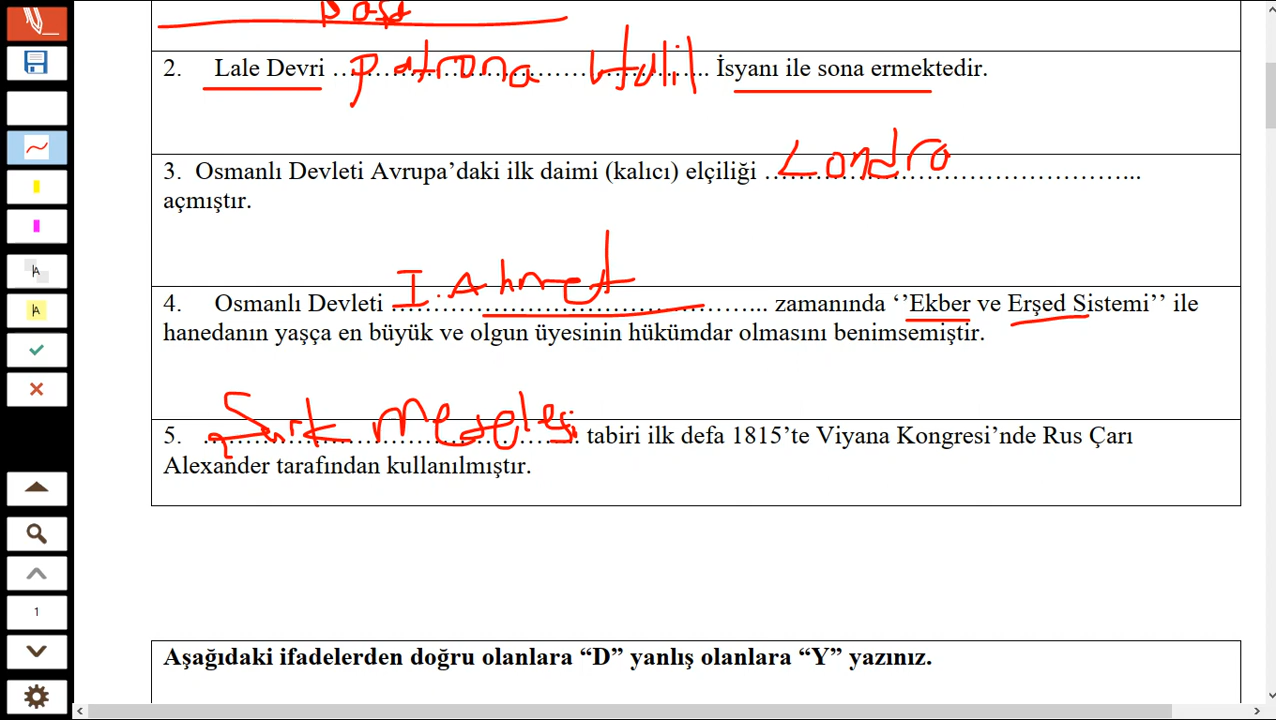 paşa
2. Lale Devri ………patrona Halil……….. İsyanı ile sona ermektedir.
3. Osmanlı Devleti Avrupa’daki ilk daimi (kalıcı) elçiliği …Londra……………..
açmıştır.
4. Osmanlı Devleti …I. Ahmet……………... zamanında ‘’Ekber ve Erşed Sistemi’’ ile
hanedanın yaşça en büyük ve olgun üyesinin hükümdar olmasını benimsemiştir.
5. …Şark Meselesi… tabiri ilk defa 1815’te Viyana Kongresi’nde Rus Çarı
Alexander tarafından kullanılmıştır.
Aşağıdaki ifadelerden doğru olanlara “D” yanlış olanlara “Y” yazınız.
A
A
1